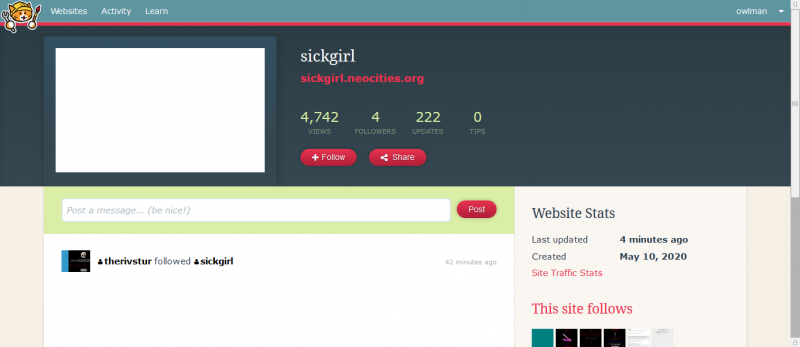 Websites Activity Learn owlman
sickgirl
sickgirl.neocities.org
4,742 4 222 0
VIEWS FOLLOWERS UPDATES TIPS
Follow Share
Post a message... (be nice!) Post
therivstur followed sickgirl 42 minutes ago
Website Stats
Last updated 4 minutes ago
Created May 10, 2020
Site Traffic Stats
This site follows